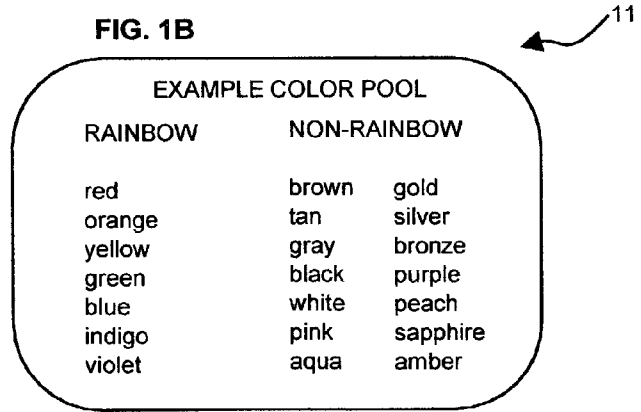 FIG. 1B
11
EXAMPLE COLOR POOL
RAINBOW NON-RAINBOW
red brown gold
orange tan silver
yellow gray bronze
green black purple
blue white peach
indigo pink sapphire
violet aqua amber